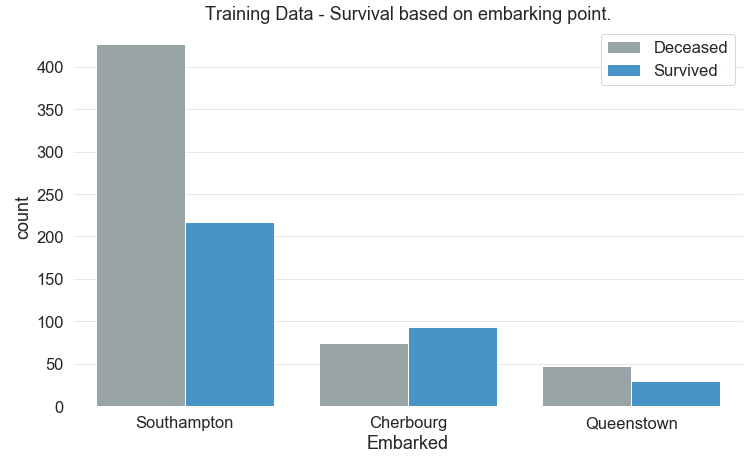 Training Data - Survival based on embarking point.
Deceased
Survived
400
350
300
250
200
150
100
50
0
count
Southampton Cherbourg Queenstown
Embarked